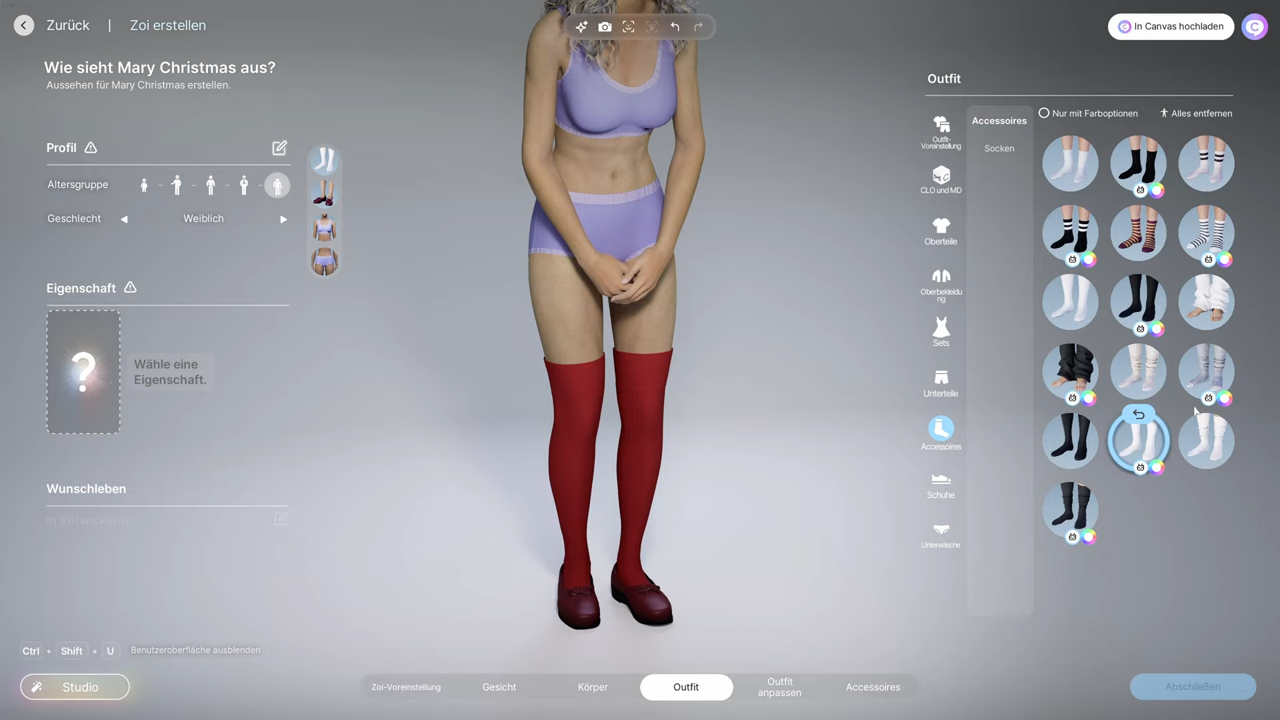 Zurück | Zoi erstellen
In Canvas hochladen
Wie sieht Mary Christmas aus?
Aussehen für Mary Christmas erstellen.
Profil
Altersgruppe
Geschlecht
Weiblich
Eigenschaft
?
Wähle eine
Eigenschaft.
Wunschleben
In Entwicklung
Ctrl + Shift + U Benutzeroberfläche ausblenden
Studio
Outfit
Outfit-
Voreinstellung
CLO und MD
Oberteile
Oberbekleidu
ng
Sets
Unterteile
Accessoires
Schuhe
Unterwäsche
Accessoires
Socken
Nur mit Farboptionen
Alles entfernen
Zoi-Voreinstellung
Gesicht
Körper
Outfit
Outfit
anpassen
Accessoires
Abschließen